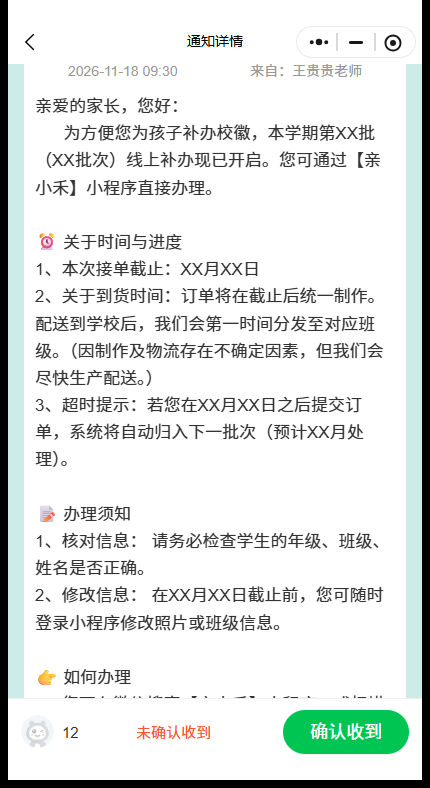 通知详情
2026-11-18 09:30 来自：王贵贵老师
亲爱的家长，您好：
为方便您为孩子补办校徽，本学期第XX批
（XX批次）线上补办现已开启。您可通过【亲
小禾】小程序直接办理。
关于时间与进度
1、本次接单截止：XX月XX日
2、关于到货时间：订单将在截止后统一制作。
配送到学校后，我们会第一时间分发至对应班
级。（因制作及物流存在不确定因素，但我们会
尽快生产配送。）
3、超时提示：若您在XX月XX日之后提交订
单，系统将自动归入下一批次（预计XX月处
理）。
办理须知
1、核对信息： 请务必检查学生的年级、班级、
姓名是否正确。
2、修改信息： 在XX月XX日截止前，您可随时
登录小程序修改照片或班级信息。
如何办理
12 未确认收到 确认收到